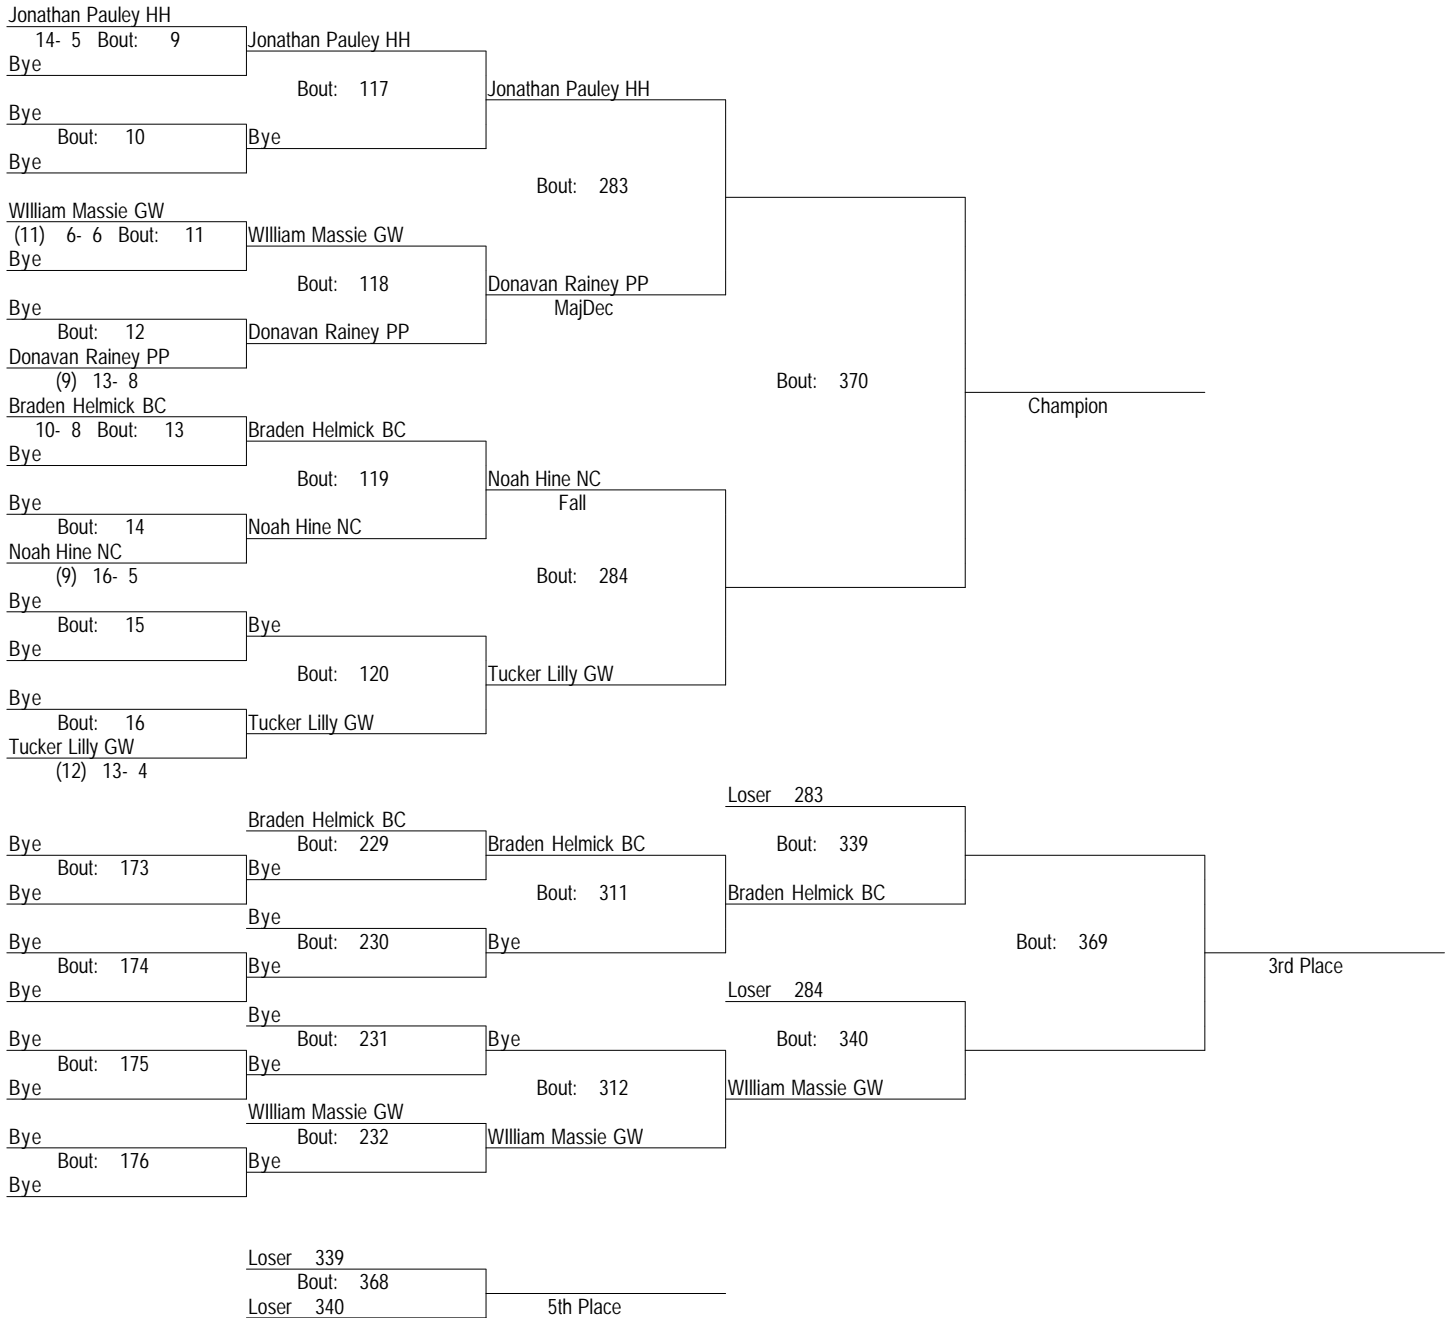 Jonathan Pauley HH
14- 5 Bout: 9 Jonathan Pauley HH
Bye
Bout: 117 Jonathan Pauley HH
Bye
Bout: 10 Bye
Bye
Bout: 283
WIlliam Massie GW
(11) 6- 6 Bout: 11 WIlliam Massie GW
Bye
Bout: 118 Donavan Rainey PP
Bye MajDec
Bout: 12 Donavan Rainey PP
Donavan Rainey PP
(9) 13- 8 Bout: 370
Braden Helmick BC Champion
10- 8 Bout: 13 Braden Helmick BC
Bye
Bout: 119 Noah Hine NC
Bye Fall
Bout: 14 Noah Hine NC
Noah Hine NC
(9) 16- 5 Bout: 284
Bye
Bout: 15 Bye
Bye
Bout: 120 Tucker Lilly GW
Bye
Bout: 16 Tucker Lilly GW
Tucker Lilly GW
(12) 13- 4
Loser 283
Braden Helmick BC
Bye Bout: 229 Braden Helmick BC Bout: 339
Bout: 173 Bye
Bye Bout: 311 Braden Helmick BC
Bye
Bye Bout: 230 Bye Bout: 369
Bout: 174 Bye 3rd Place
Bye Loser 284
Bye
Bye Bout: 231 Bye Bout: 340
Bout: 175 Bye
Bye Bout: 312 WIlliam Massie GW
WIlliam Massie GW
Bye Bout: 232 WIlliam Massie GW
Bout: 176 Bye
Bye
Loser 339
Bout: 368
Loser 340 5th Place